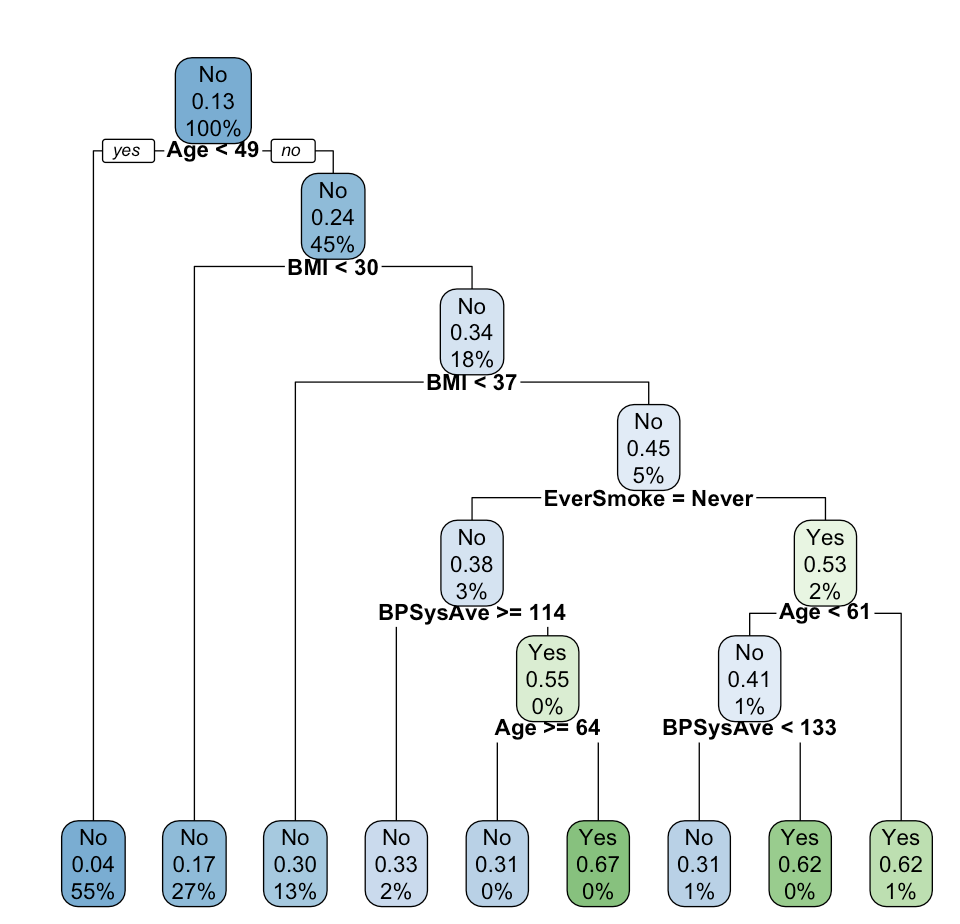 No
0.13
100%
yes Age < 49 no
No
0.24
45%
BMI < 30
No
0.34
18%
BMI < 37
No
0.45
5%
EverSmoke = Never
No
0.38
3%
BPSysAve >= 114
Yes
0.53
2%
Age < 61
Yes
0.55
0%
Age >= 64
No
0.41
1%
BPSysAve < 133
No
0.04
55%
No
0.17
27%
No
0.30
13%
No
0.33
2%
No
0.31
0%
Yes
0.67
0%
No
0.31
1%
Yes
0.62
0%
Yes
0.62
1%